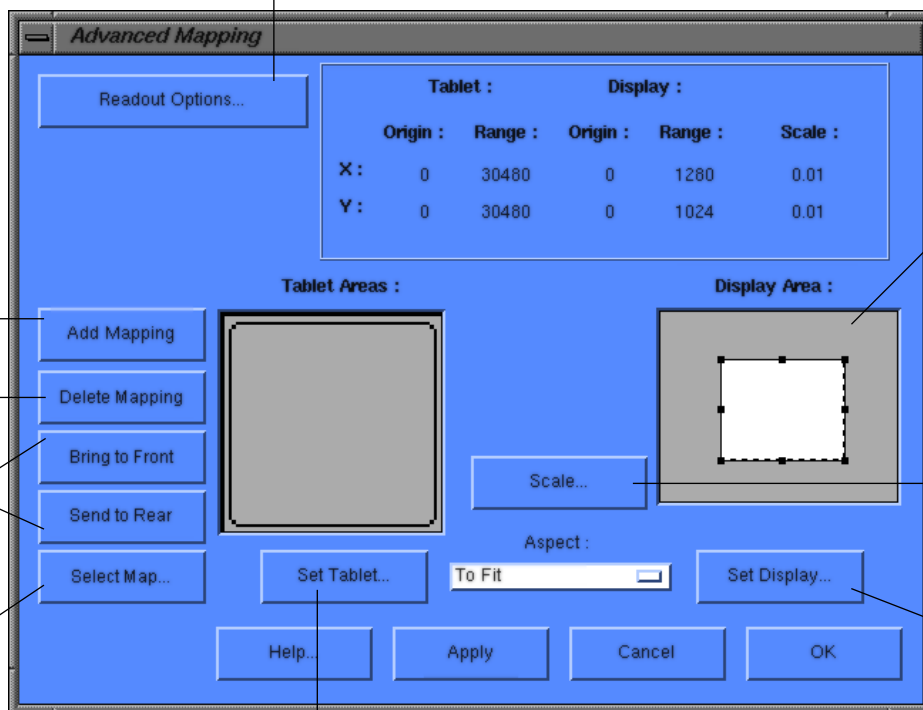 Advanced Mapping
Readout Options...
Tablet : Display :
Origin : Range : Origin : Range : Scale :
X : 0 30480 0 1280 0.01
Y : 0 30480 0 1024 0.01
Tablet Areas :
Display Area :
Add Mapping
Delete Mapping
Bring to Front
Send to Rear
Select Map...
Scale...
Aspect :
Set Tablet...
To Fit
Set Display...
Help...
Apply
Cancel
OK